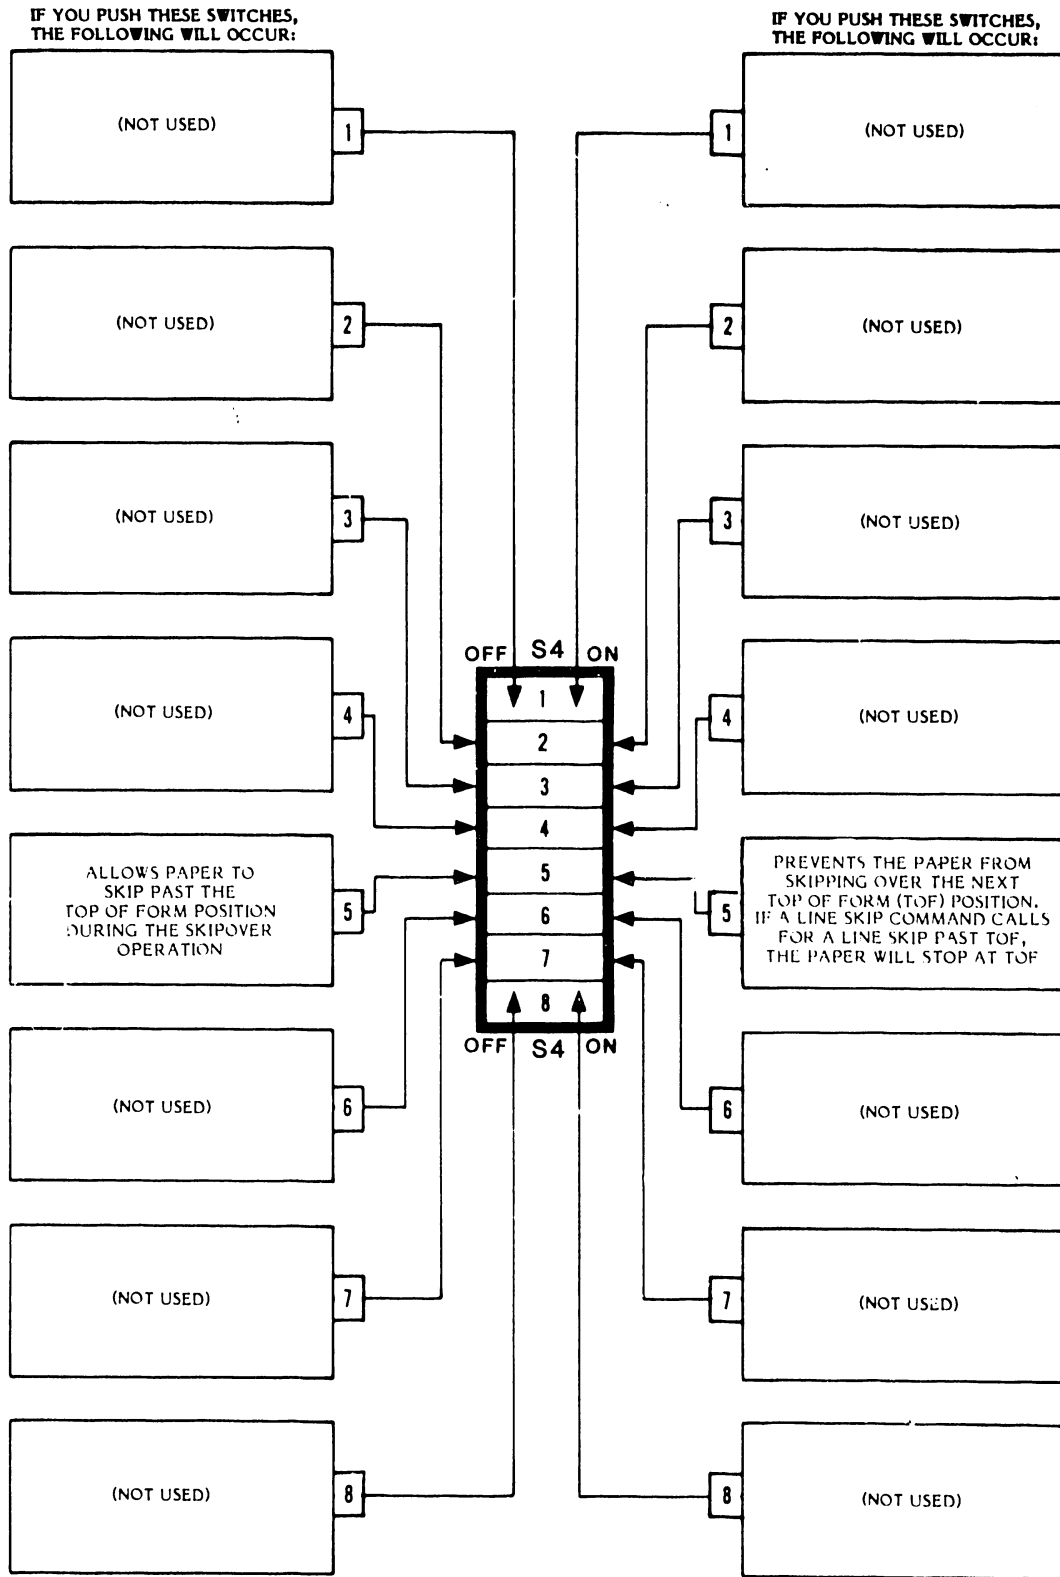 IF YOU PUSH THESE SWITCHES,
THE FOLLOWING WILL OCCUR:
(NOT USED)
1
(NOT USED)
2
(NOT USED)
3
(NOT USED)
4
ALLOWS PAPER TO
SKIP PAST THE
TOP OF FORM POSITION
DURING THE SKIPOVER
OPERATION
5
(NOT USED)
6
(NOT USED)
7
(NOT USED)
8
OFF S4 ON
1
2
3
4
5
6
7
8
OFF S4 ON
IF YOU PUSH THESE SWITCHES,
THE FOLLOWING WILL OCCUR:
1
(NOT USED)
2
(NOT USED)
3
(NOT USED)
4
(NOT USED)
5
PREVENTS THE PAPER FROM
SKIPPING OVER THE NEXT
TOP OF FORM (TOF) POSITION.
IF A LINE SKIP COMMAND CALLS
FOR A LINE SKIP PAST TOF,
THE PAPER WILL STOP AT TOF
6
(NOT USED)
7
(NOT USED)
8
(NOT USED)